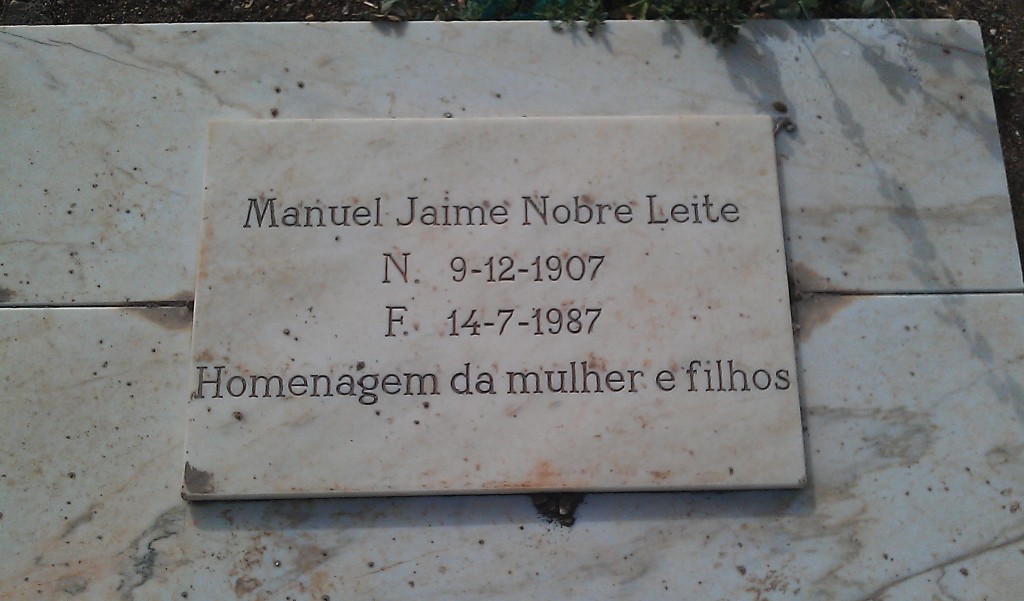 Manuel Jaime Nobre Leite
N. 9-12-1907
F. 14-7-1987
Homenagem da mulher e filhos